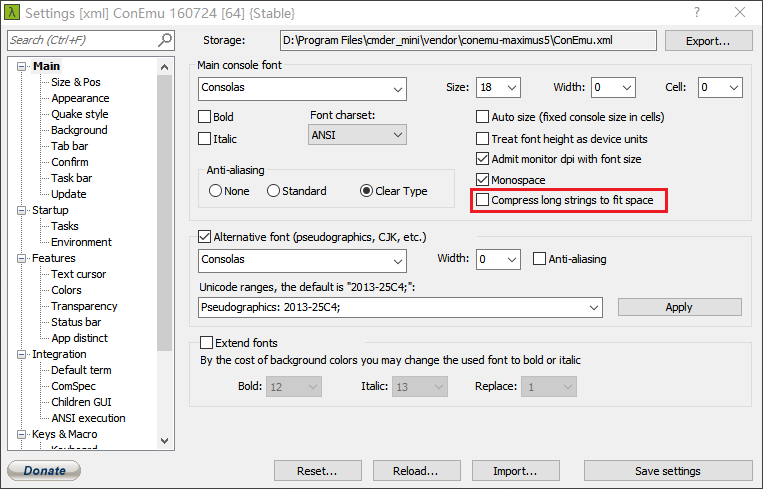 λ Settings [xml] ConEmu 160724 [64] {Stable} ?
Search (Ctrl+F)
Storage: D:\Program Files\cmder_mini\vendor\conemu-maximus5\ConEmu.xml Export...
Main
Size & Pos
Appearance
Quake style
Background
Tab bar
Confirm
Task bar
Update
Startup
Tasks
Environment
Features
Text cursor
Colors
Transparency
Status bar
App distinct
Integration
Default term
ComSpec
Children GUI
ANSI execution
Keys & Macro
Main console font
Consolas Size: 18 Width: 0 Cell: 0
Bold Font charset: Auto size (fixed console size in cells)
Italic ANSI Treat font height as device units
Admit monitor dpi with font size
Anti-aliasing Monospace
None Standard Clear Type Compress long strings to fit space
Alternative font (pseudographics, CJK, etc.)
Consolas Width: 0 Anti-aliasing
Unicode ranges, the default is "2013-25C4;":
Pseudographics: 2013-25C4; Apply
Extend fonts
By the cost of background colors you may change the used font to bold or italic
Bold: 12 Italic: 13 Replace: 1
Donate Reset... Reload... Import... Save settings